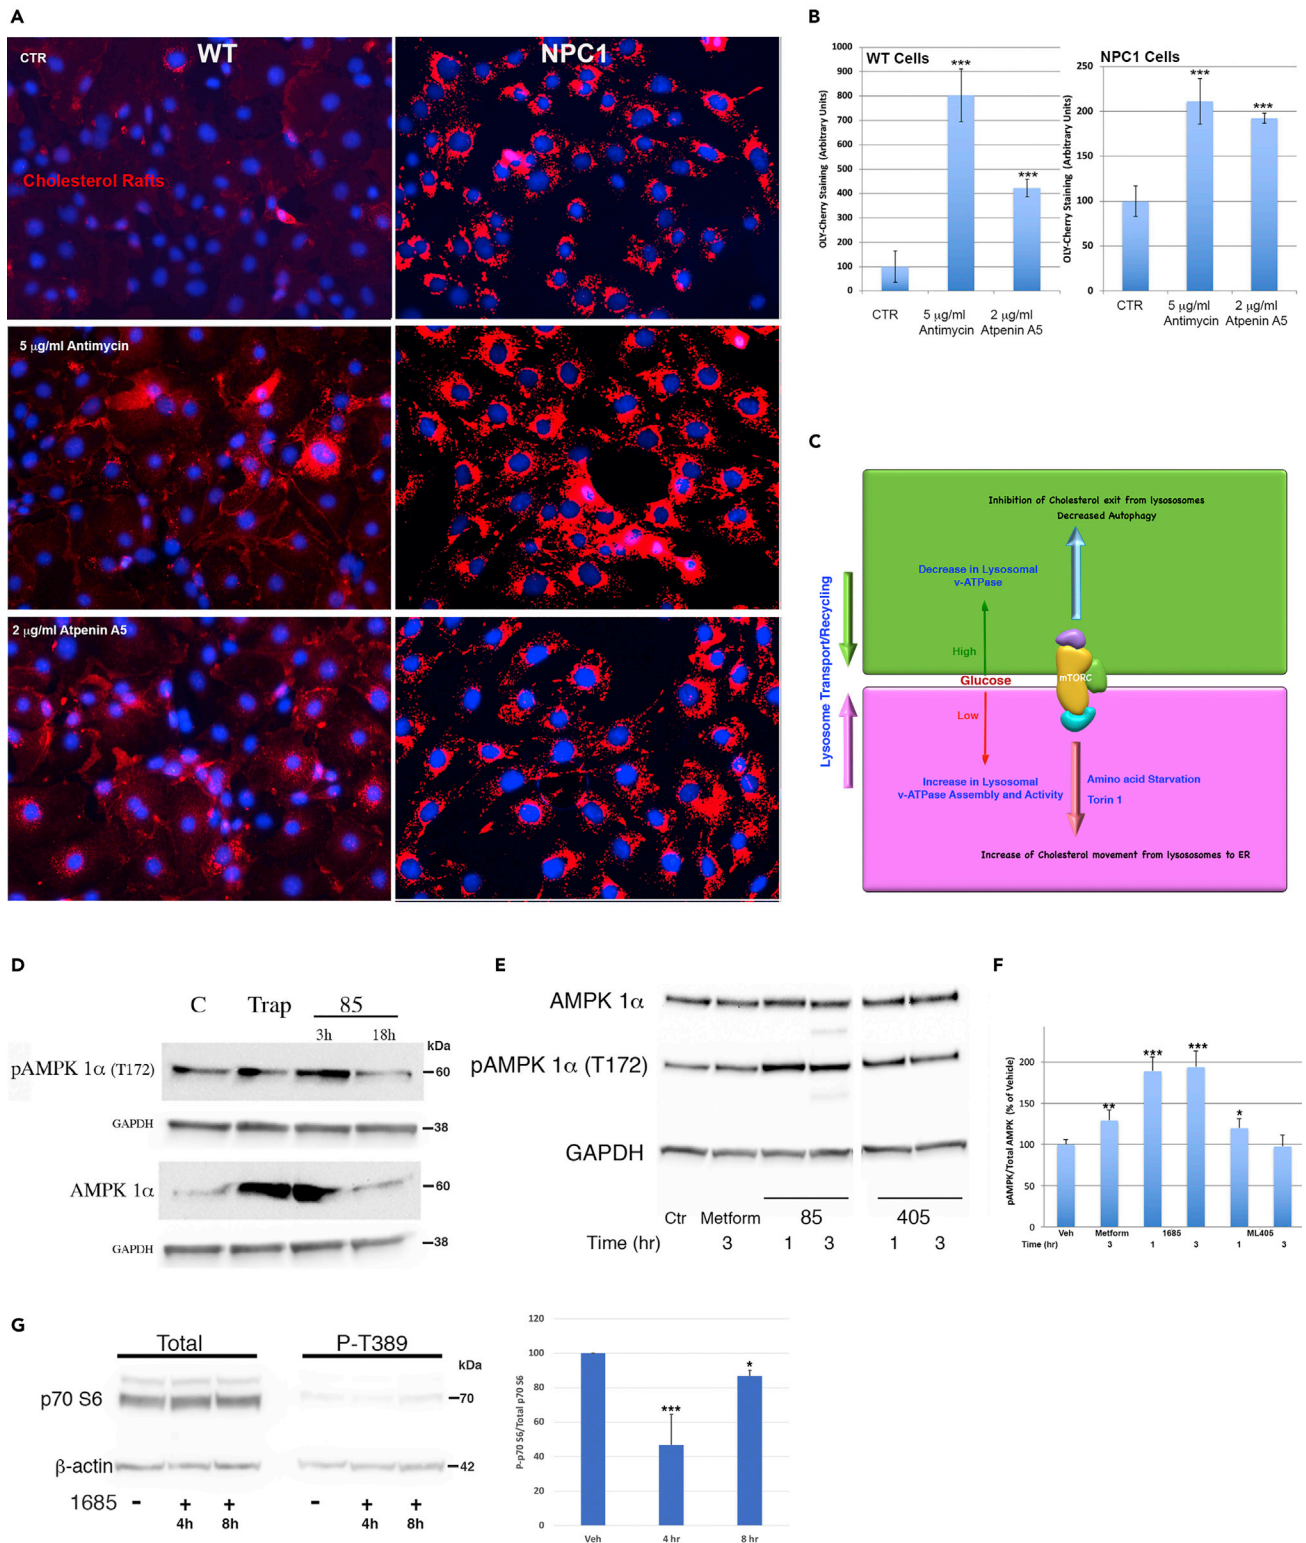 A
WT
NPC1
CTR
Cholesterol Rafts
5 μg/ml Antimycin
2 μg/ml Atpenin A5
B
WT Cells
OLY-Cherry Staining (Arbitrary Units)
1000
900
800
700
600
500
400
300
200
100
0
***
***
CTR
5 μg/ml
Antimycin
2 μg/ml
Atpenin A5
NPC1 Cells
OLY-Cherry Staining (Arbitrary Units)
250
200
150
100
50
0
***
***
CTR
5 μg/ml
Antimycin
2 μg/ml
Atpenin A5
C
Lysosome Transport/Recycling
Inhibition of Cholesterol exit from lysososomes
Decreased Autophagy
Decrease in Lysosomal
v-ATPase
High
Glucose
mTORC
Low
Increase in Lysosomal
v-ATPase Assembly and Activity
Amino acid Starvation
Torin 1
Increase of Cholesterol movement from lysososomes to ER
D
C Trap 85
3h 18h
kDa
pAMPK 1α (T172) 60
GAPDH 38
AMPK 1α 60
GAPDH 38
E
AMPK 1α
pAMPK 1α (T172)
GAPDH
Ctr Metform 85 405
Time (hr) 3 1 3 1 3
F
pAMPK/Total AMPK (% of Vehicle)
200
150
100
50
0
**
***
***
*
Veh Metform 1685 ML405
Time (hr) 3 1 3 1 3
G
Total P-T389
kDa
p70 S6 70
β-actin 42
1685 - + + - + +
4h 8h 4h 8h
P-p70 S6/Total p70 S6
120
100
80
60
40
20
0
***
*
Veh 4 hr 8 hr